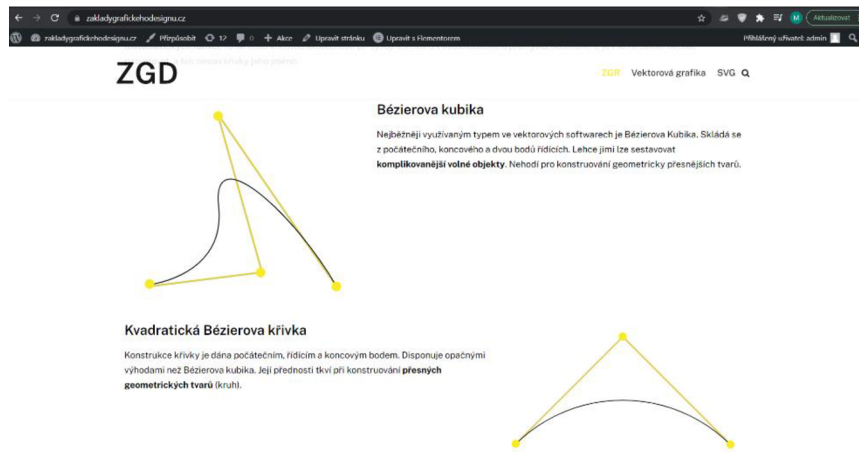 zakladygrafickehodesignu.cz
Aktualizovat
zakladygrafickehodesignu.cz Přizpůsobit 12 0 Akce Upravit stránku Upravit s Elementorem Přihlášený uživatel: admin
ZGD
ZGR Vektorová grafika SVG
Bézierova kubika
Nejběžněji využívaným typem ve vektorových softwarech je Bézierova Kubika. Skládá se
z počátečního, koncového a dvou bodů řídících. Lehce jimi lze sestavovat
komplikovanější volné objekty. Nehodí pro konstruování geometricky přesnějších tvarů.
Kvadratická Bézierova křivka
Konstrukce křivky je dána počátečním, řídícím a koncovým bodem. Disponuje opačnými
výhodami než Bézierova kubika. Její přednosti tkví při konstruování přesných
geometrických tvarů (kruh).